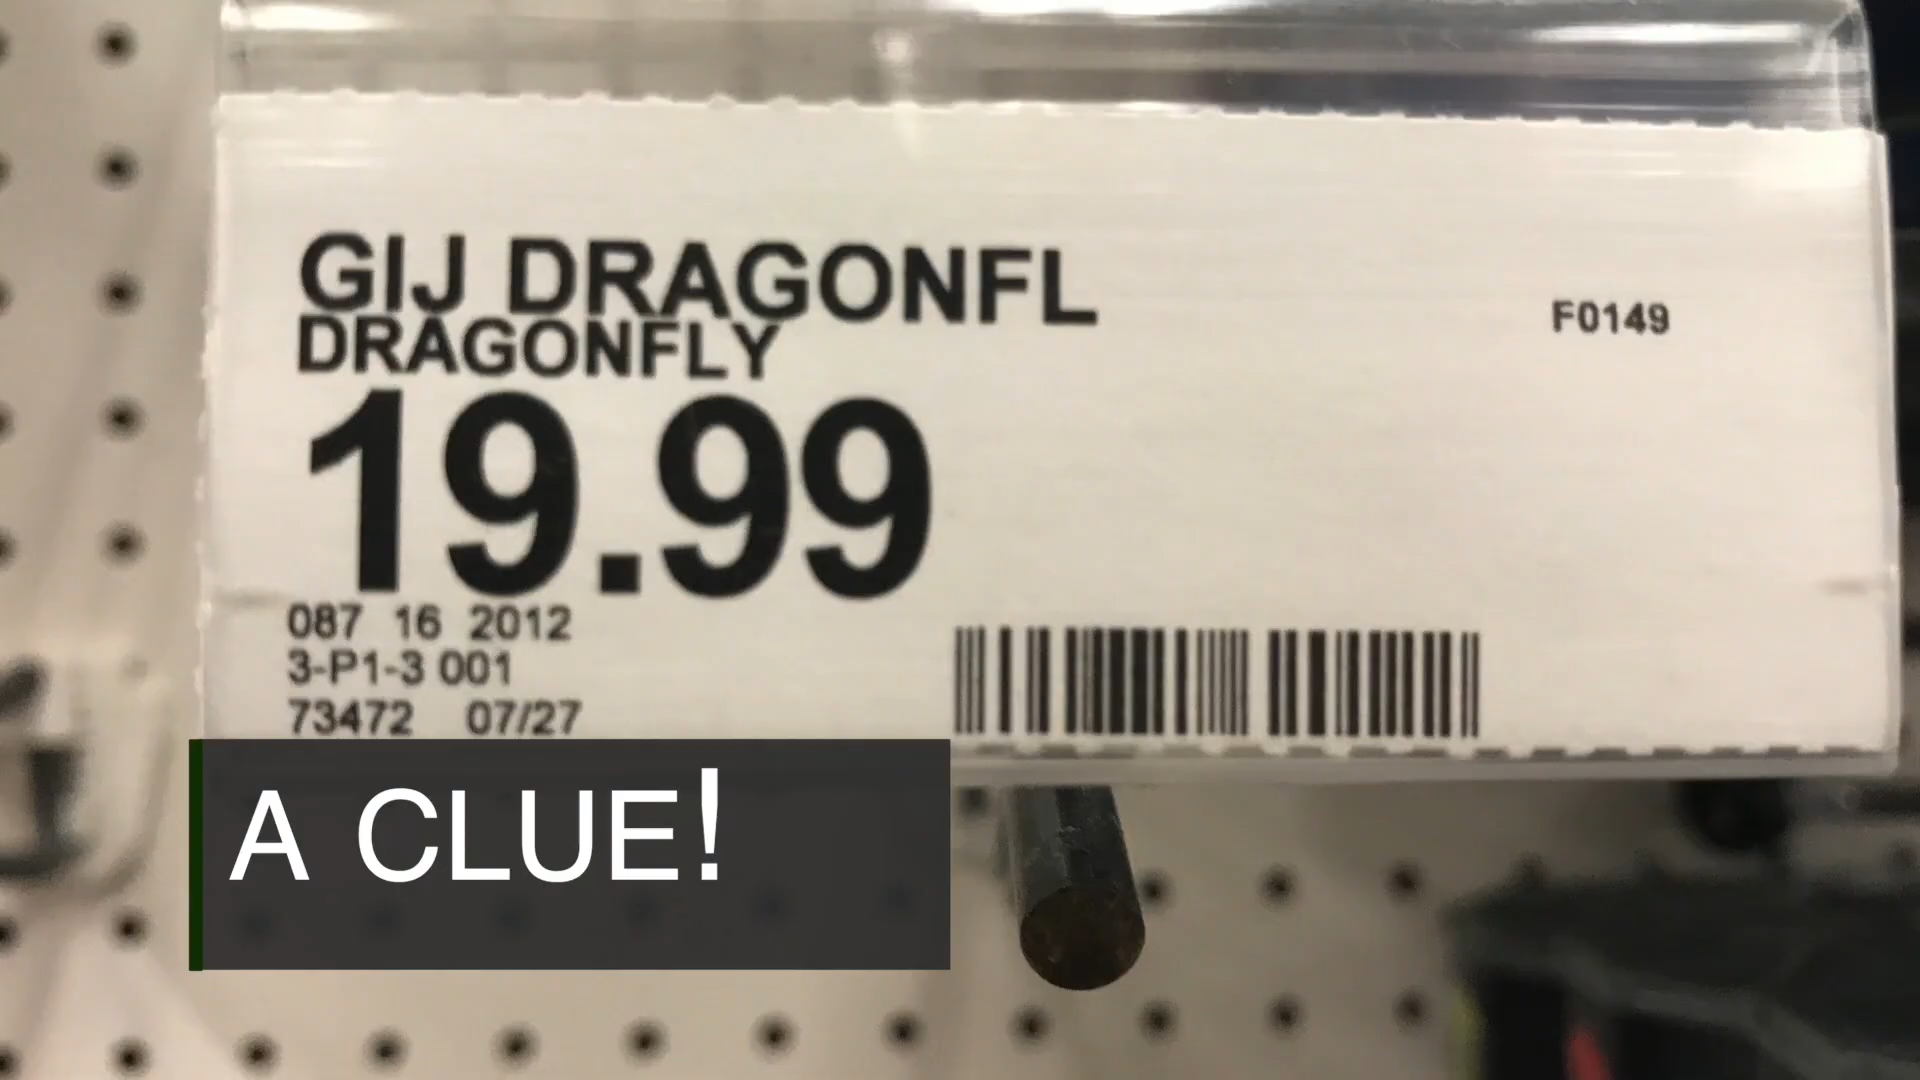 GIJ DRAGONFL
DRAGONFLY
F0149
19.99
087 16 2012
3-P1-3 001
73472 07/27
A CLUE!